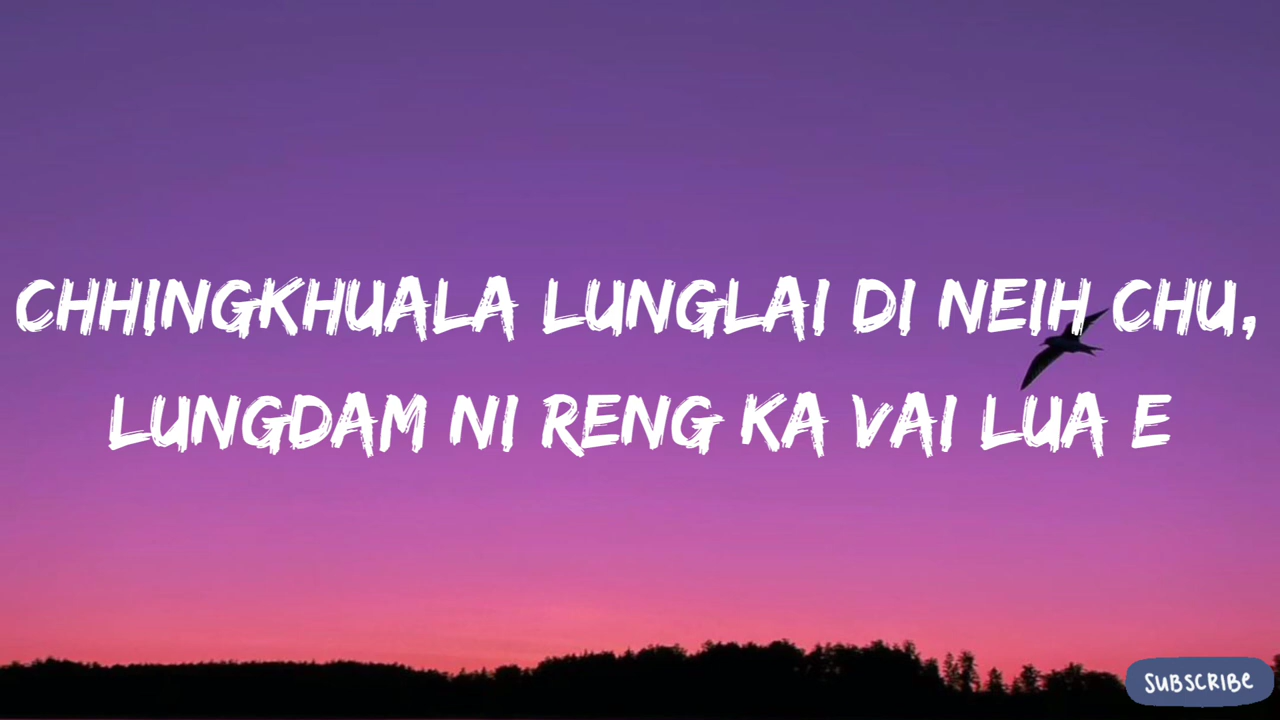 CHHINGKHUALA LUNGLAI DI NEIH CHU,
LUNGDAM NI RENG KA VAI LUA E
SUBSCRIBE